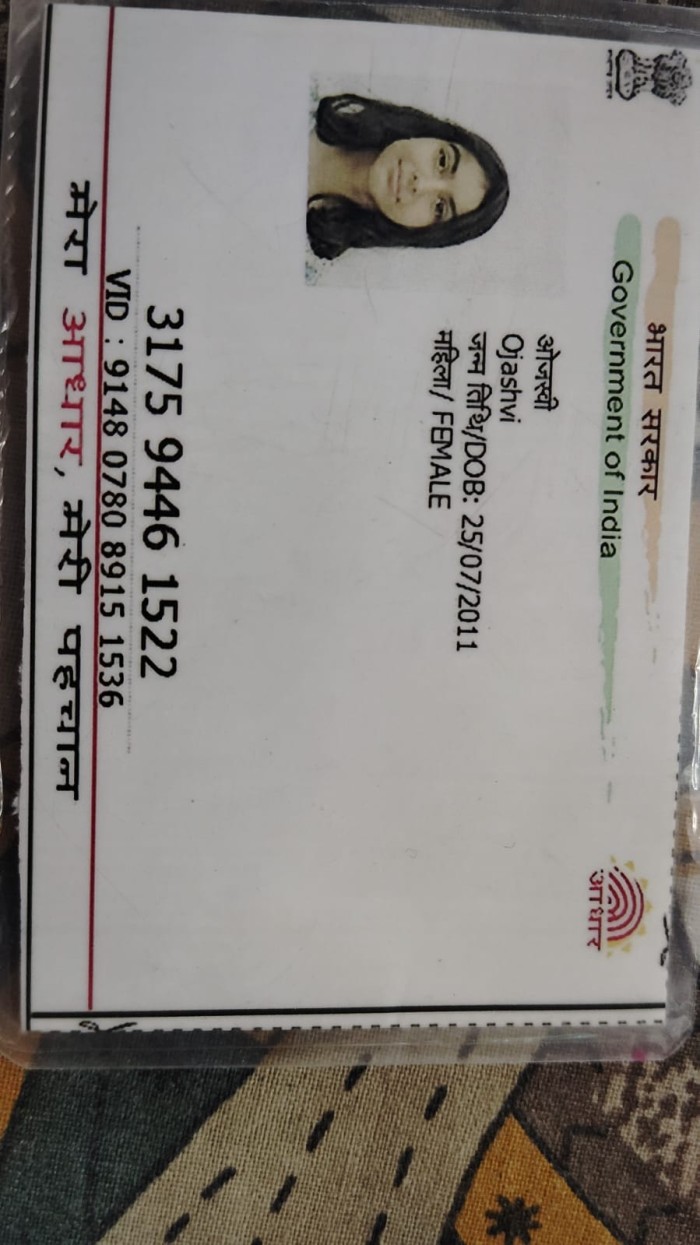 भारत सरकार
Government of India
ओजस्वी
Ojashvi
जन्म तिथि/DOB: 25/07/2011
महिला/ FEMALE
आधार
3175 9446 1522
VID : 9148 0780 8915 1536
मेरा आधार, मेरी पहचान